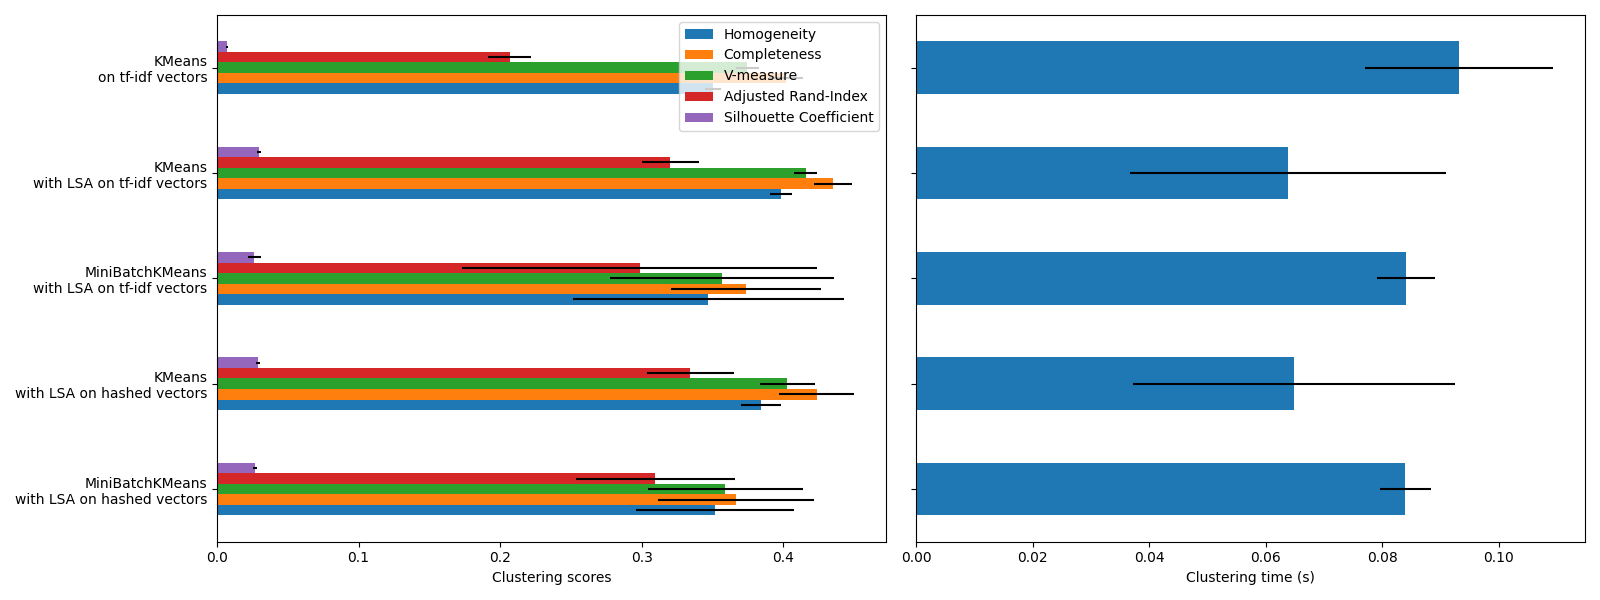 KMeans
on tf-idf vectors
KMeans
with LSA on tf-idf vectors
MiniBatchKMeans
with LSA on tf-idf vectors
KMeans
with LSA on hashed vectors
MiniBatchKMeans
with LSA on hashed vectors
Homogeneity
Completeness
V-measure
Adjusted Rand-Index
Silhouette Coefficient
0.0 0.1 0.2 0.3 0.4
Clustering scores
0.00 0.02 0.04 0.06 0.08 0.10
Clustering time (s)